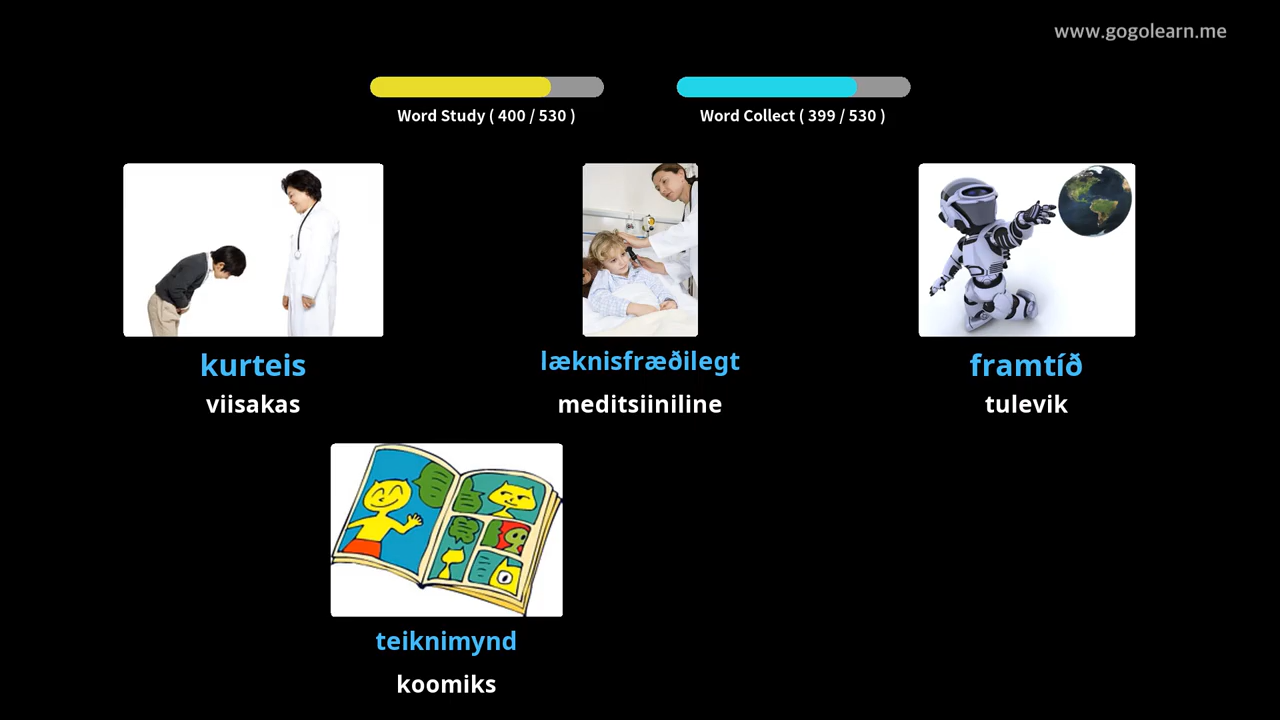 www.gogolearn.me
Word Study ( 400 / 530 )
Word Collect ( 399 / 530 )
kurteis
viisakas
læknisfræðilegt
meditsiiniline
framtíð
tulevik
teiknimynd
koomiks